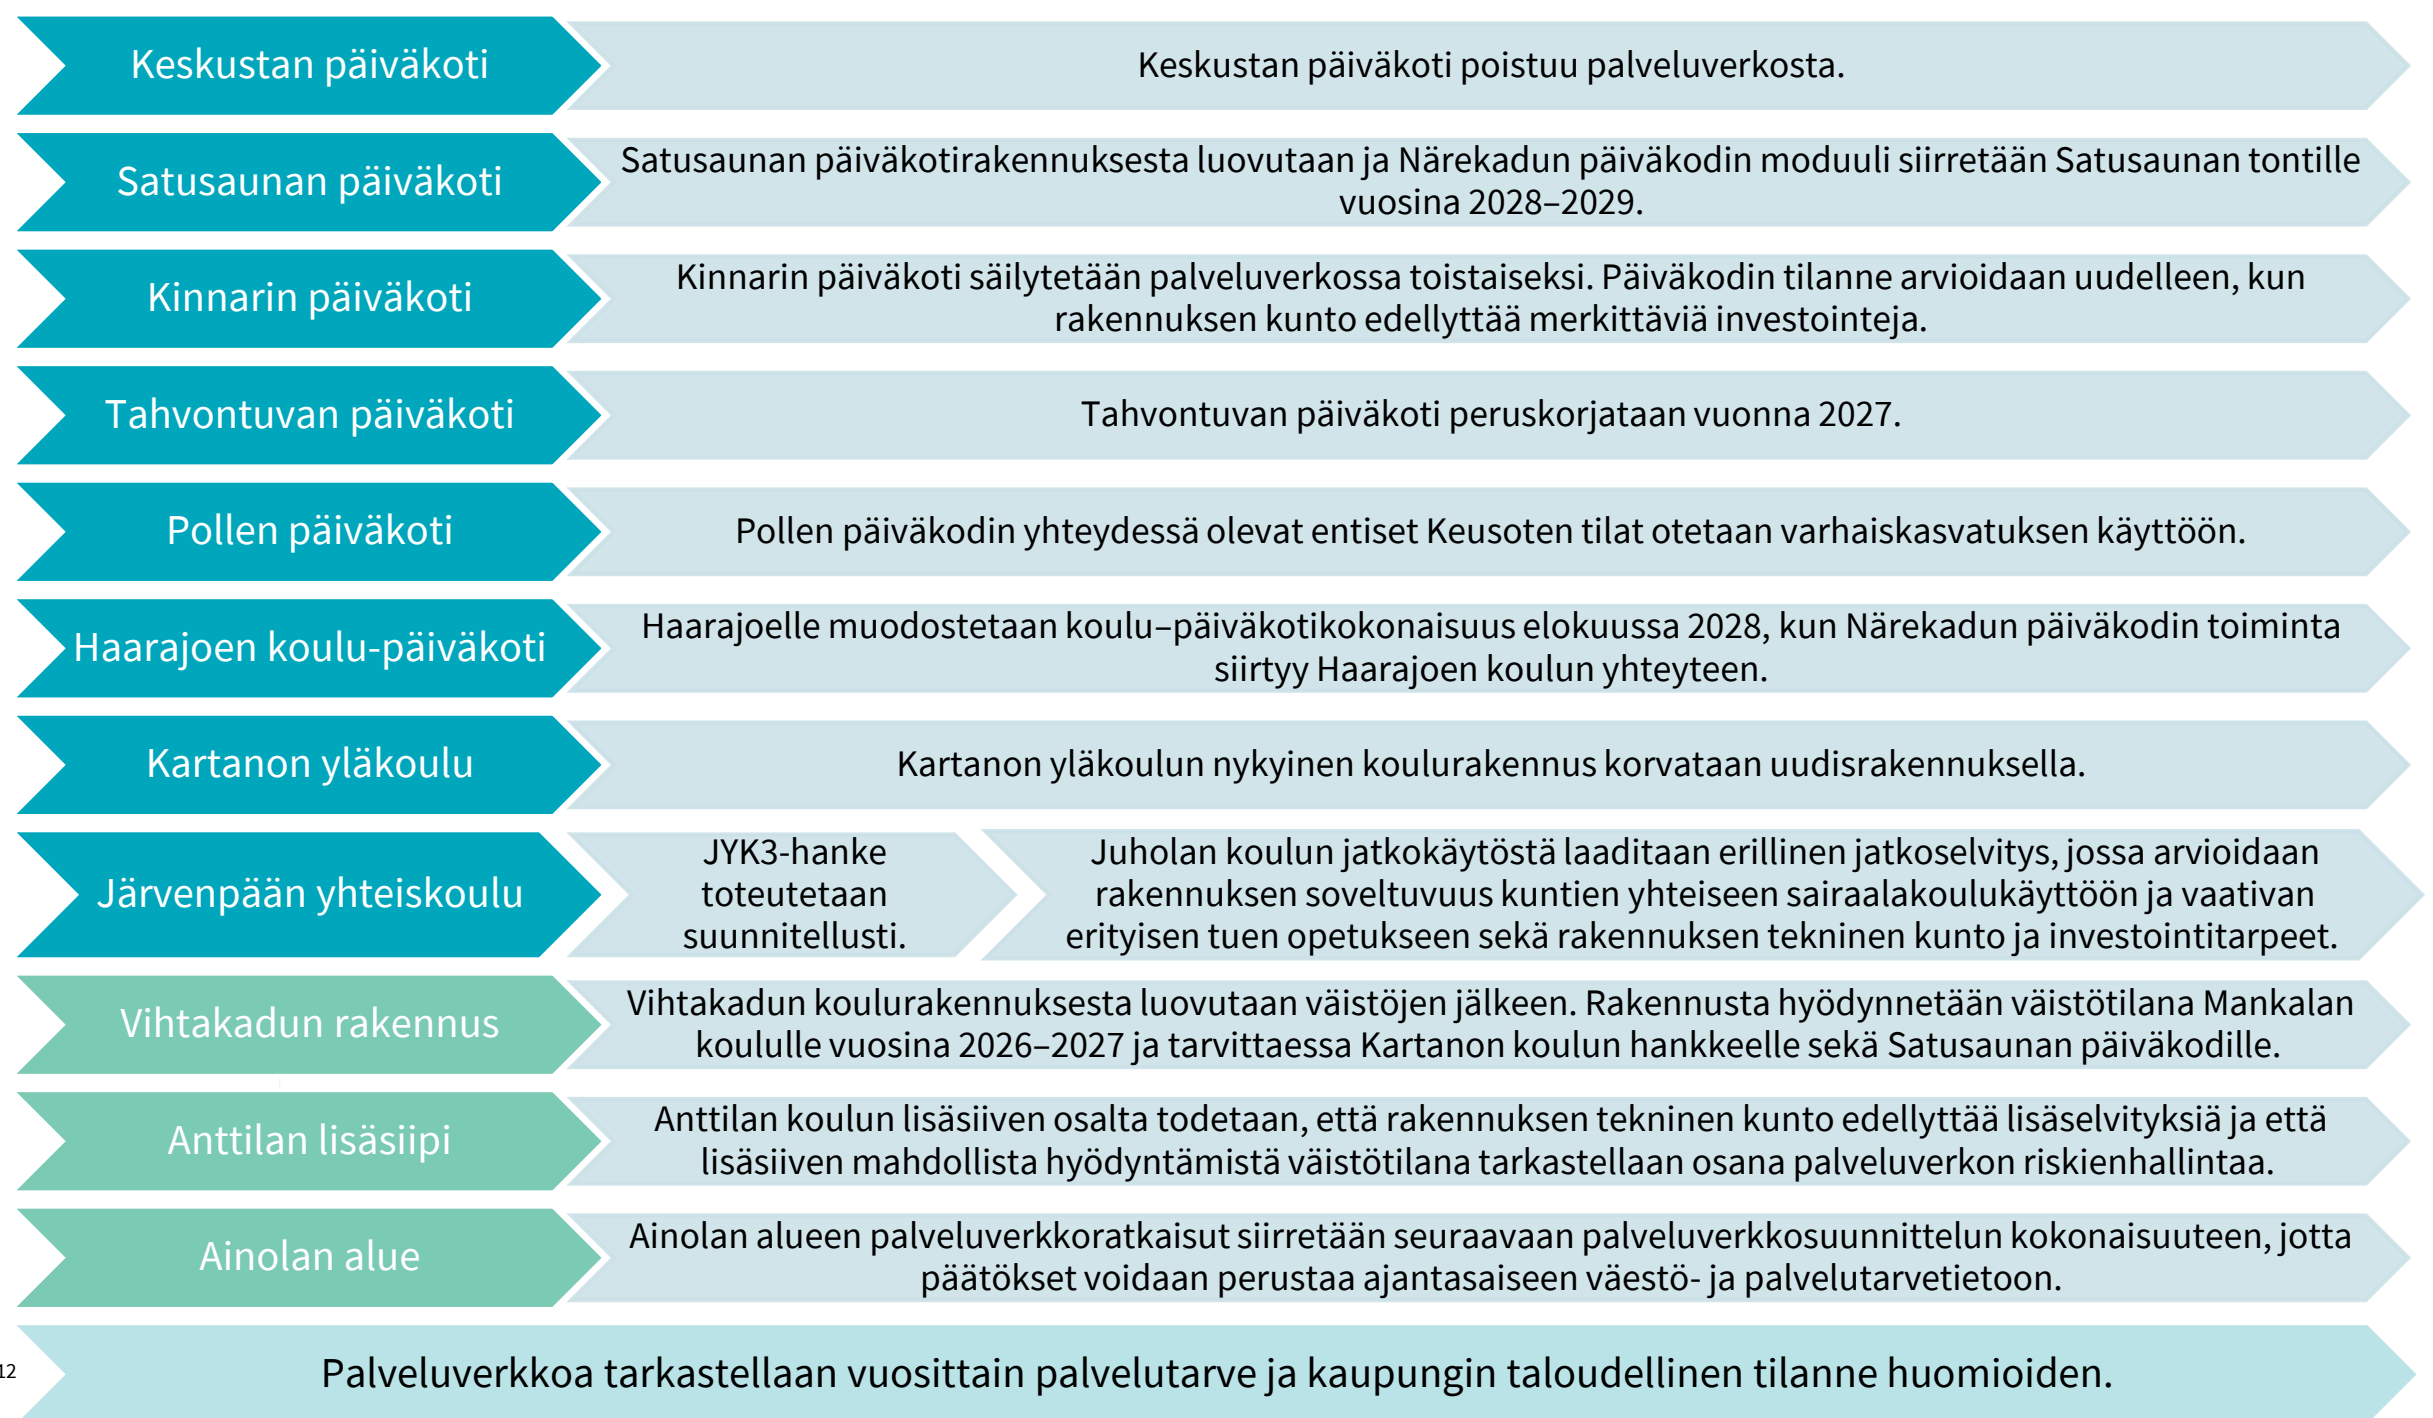 Keskustan päiväkoti
Keskustan päiväkoti poistuu palveluverkosta.
Satusaunan päiväkoti
Satusaunan päiväkotirakennuksesta luovutaan ja Närekadun päiväkodin moduuli siirretään Satusaunan tontille
vuosina 2028–2029.
Kinnarin päiväkoti
Kinnarin päiväkoti säilytetään palveluverkossa toistaiseksi. Päiväkodin tilanne arvioidaan uudelleen, kun
rakennuksen kunto edellyttää merkittäviä investointeja.
Tahvontuvan päiväkoti
Tahvontuvan päiväkoti peruskorjataan vuonna 2027.
Pollen päiväkoti
Pollen päiväkodin yhteydessä olevat entiset Keusoten tilat otetaan varhaiskasvatuksen käyttöön.
Haarajoen koulu-päiväkoti
Haarajoelle muodostetaan koulu–päiväkotikokonaisuus elokuussa 2028, kun Närekadun päiväkodin toiminta
siirtyy Haarajoen koulun yhteyteen.
Kartanon yläkoulu
Kartanon yläkoulun nykyinen koulurakennus korvataan uudisrakennuksella.
Järvenpään yhteiskoulu
JYK3-hanke
toteutetaan
suunnitellusti.
Juholan koulun jatkokäytöstä laaditaan erillinen jatkoselvitys, jossa arvioidaan
rakennuksen soveltuvuus kuntien yhteiseen sairaalakoulukäyttöön ja vaativan
erityisen tuen opetukseen sekä rakennuksen tekninen kunto ja investointitarpeet.
Vihtakadun rakennus
Vihtakadun koulurakennuksesta luovutaan väistöjen jälkeen. Rakennusta hyödynnetään väistötilana Mankalan
koululle vuosina 2026–2027 ja tarvittaessa Kartanon koulun hankkeelle sekä Satusaunan päiväkodille.
Anttilan lisäsiipi
Anttilan koulun lisäsiiven osalta todetaan, että rakennuksen tekninen kunto edellyttää lisäselvityksiä ja että
lisäsiiven mahdollista hyödyntämistä väistötilana tarkastellaan osana palveluverkon riskienhallintaa.
Ainolan alue
Ainolan alueen palveluverkkoratkaisut siirretään seuraavaan palveluverkkosuunnittelun kokonaisuuteen, jotta
päätökset voidaan perustaa ajantasaiseen väestö- ja palvelutarvetietoon.
12
Palveluverkkoa tarkastellaan vuosittain palvelutarve ja kaupungin taloudellinen tilanne huomioiden.